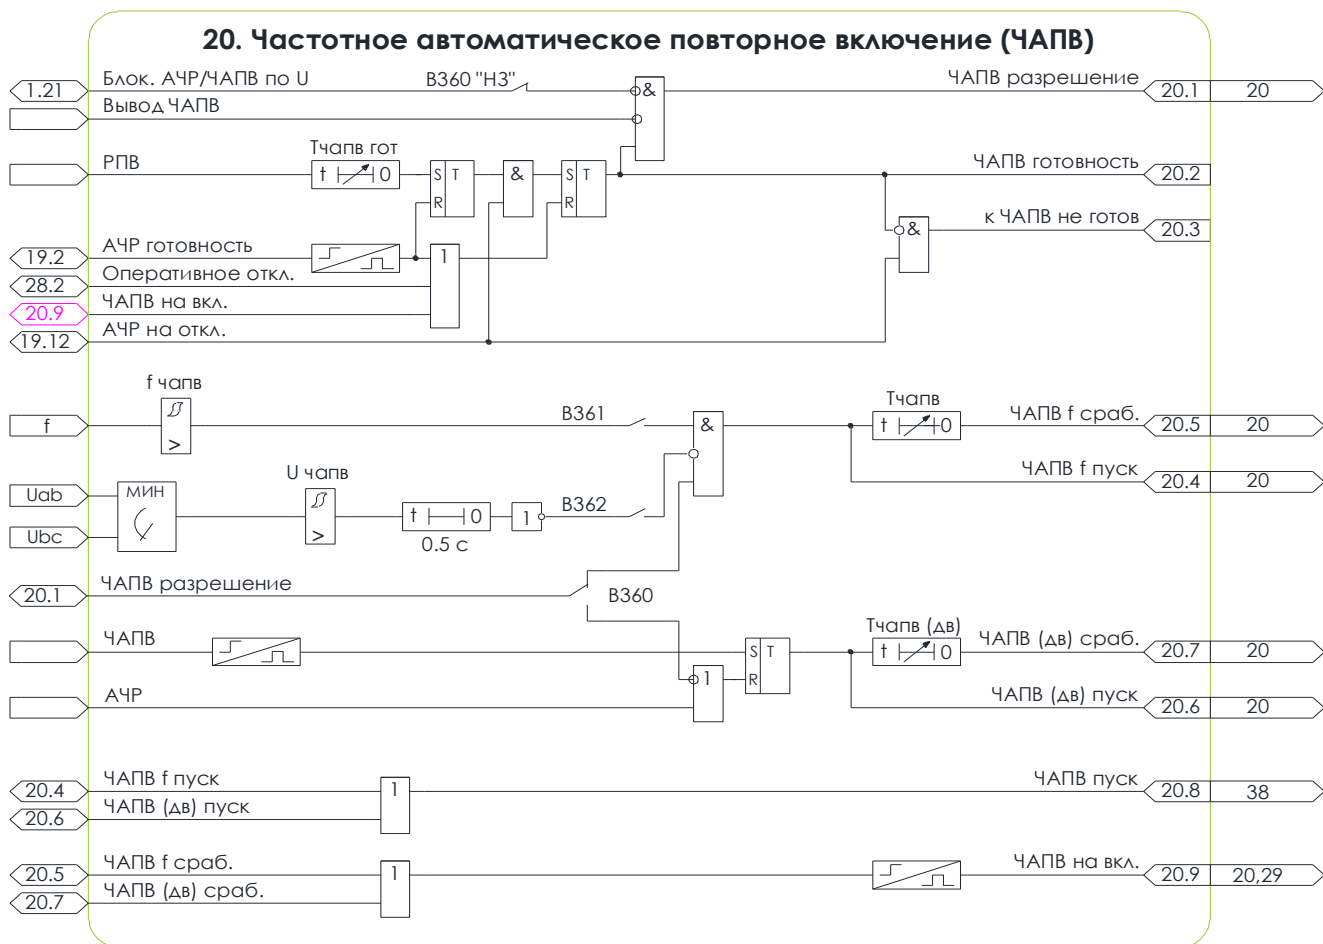 20. Частотное автоматическое повторное включение (ЧАПВ)
1.21 Блок. АЧР/ЧАПВ по U В360 "НЗ" & ЧАПВ разрешение 20.1 20
Вывод ЧАПВ
РПВ Тчапв гот t 0 S T R & S T R ЧАПВ готовность 20.2
& к ЧАПВ не готов 20.3
19.2 АЧР готовность 1
28.2 Оперативное откл.
20.9 ЧАПВ на вкл.
19.12 АЧР на откл.
f чапв
f > В361 & Тчапв t 0 ЧАПВ f сраб. 20.5 20
ЧАПВ f пуск 20.4 20
Uab МИН U чапв > t 0 1 В362
Ubc 0.5 с
20.1 ЧАПВ разрешение В360
ЧАПВ S T R Тчапв (дв) t 0 ЧАПВ (дв) сраб. 20.7 20
АЧР 1 ЧАПВ (дв) пуск 20.6 20
20.4 ЧАПВ f пуск 1 ЧАПВ пуск 20.8 38
20.6 ЧАПВ (дв) пуск
20.5 ЧАПВ f сраб. 1 ЧАПВ на вкл. 20.9 20,29
20.7 ЧАПВ (дв) сраб.